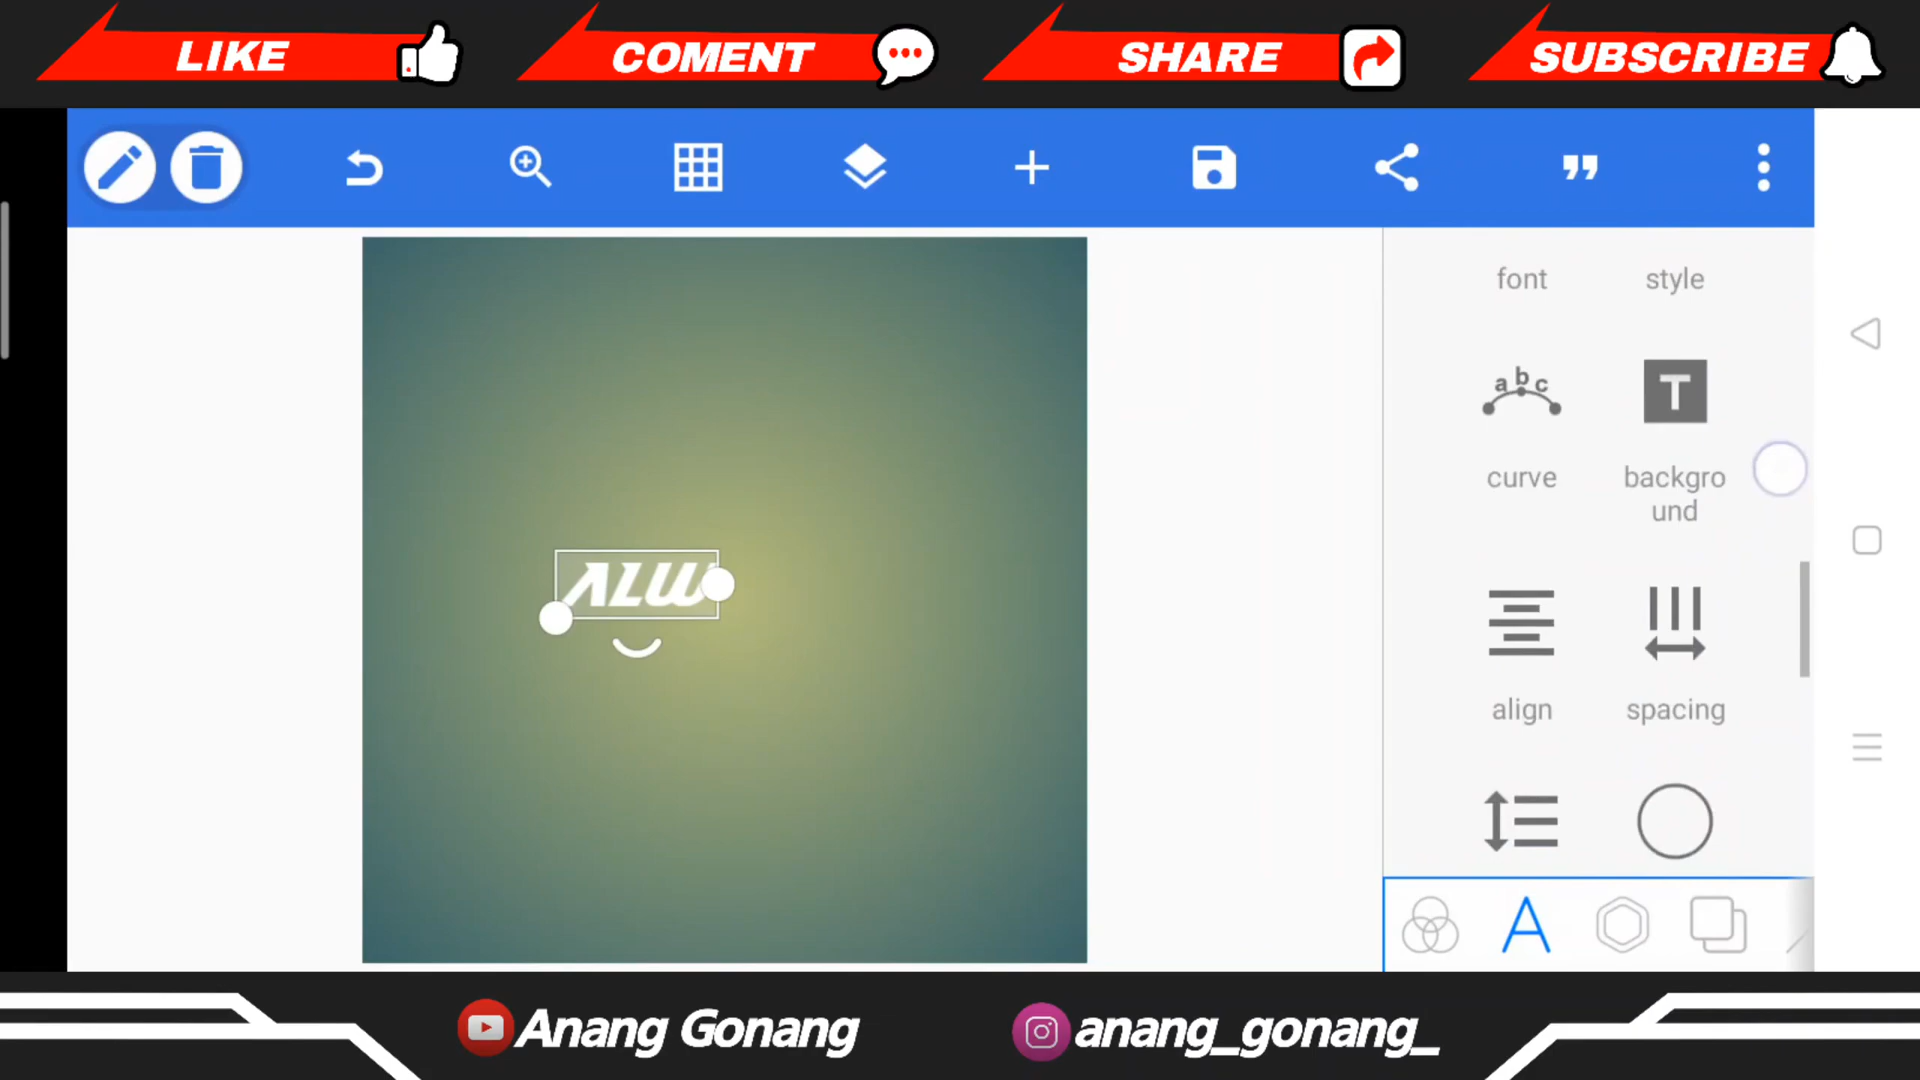 LIKE
COMENT
SHARE
SUBSCRIBE
font
style
a b c
T
curve
backgro
und
ALW
align
spacing
A
Anang Gonang
anang_gonang_